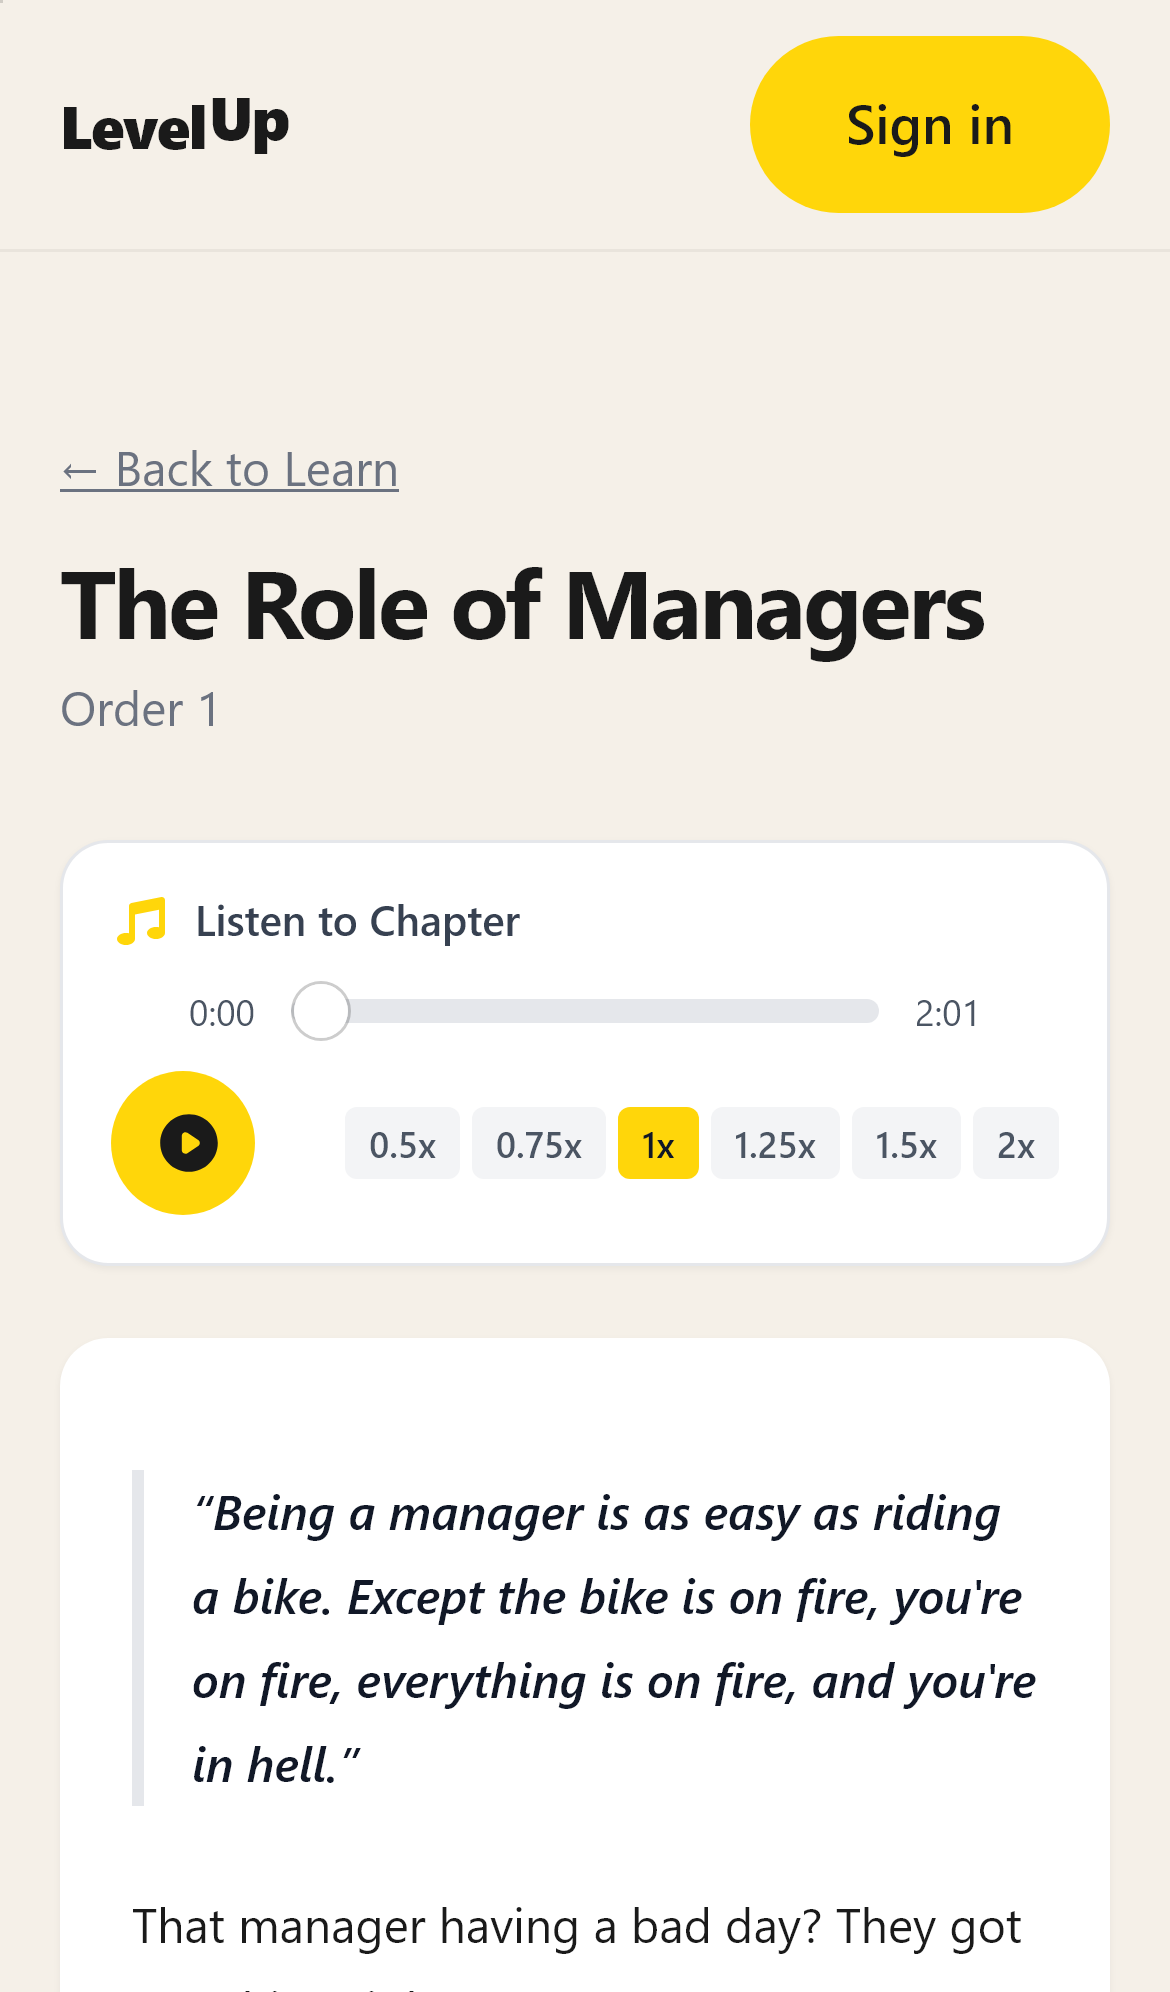 LevelUp
Sign in
← Back to Learn
The Role of Managers
Order 1
Listen to Chapter
0:00
2:01
0.5x
0.75x
1x
1.25x
1.5x
2x
“Being a manager is as easy as riding
a bike. Except the bike is on fire, you're
on fire, everything is on fire, and you're
in hell.”
That manager having a bad day? They got